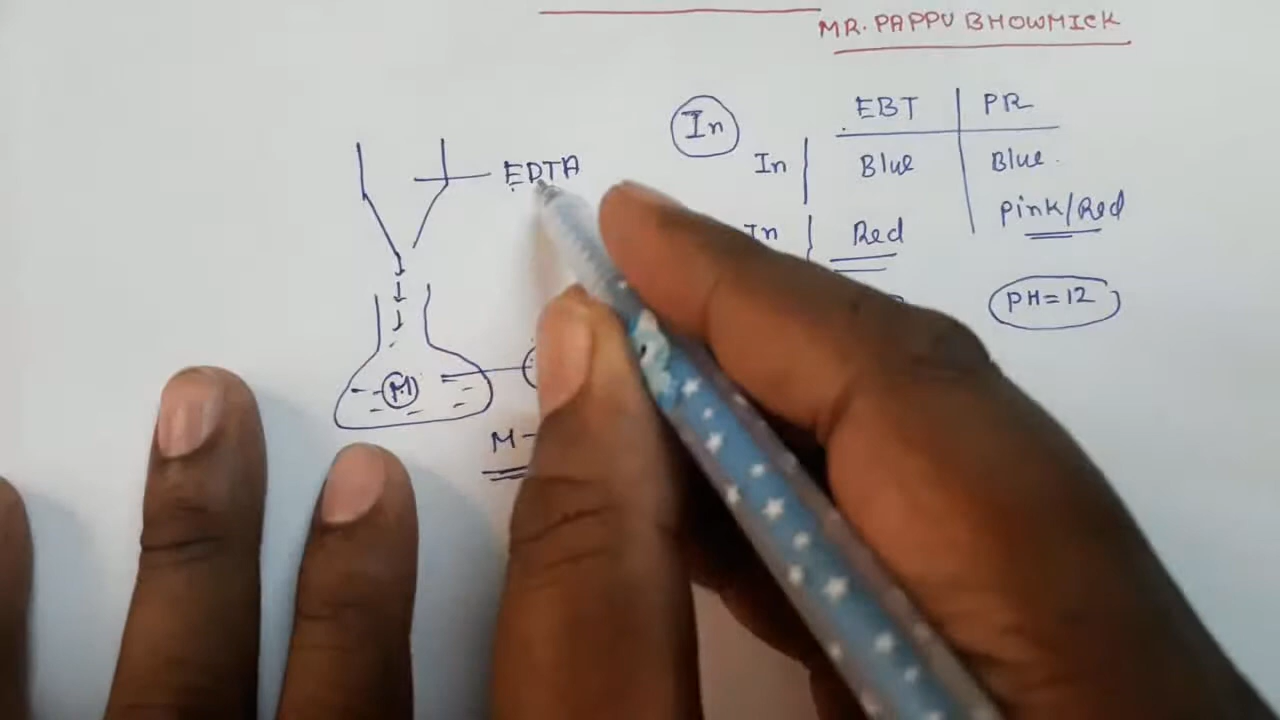 MR. PAPPU BHOWMICK
In
EBT PR
In Blue Blue
In Red Pink/Red
PH=12
EDTA
M
M-